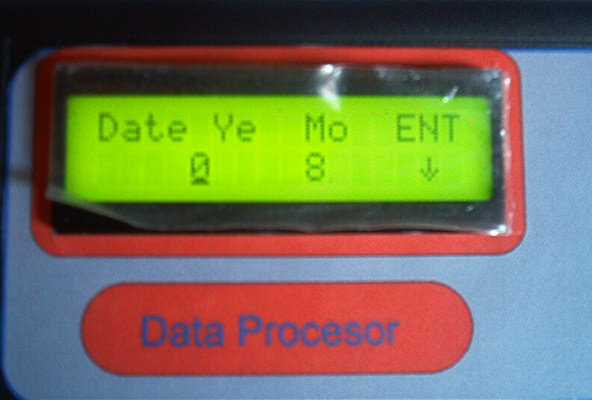 Date Ye Mo ENT
0 8 ↓
Data Procesor